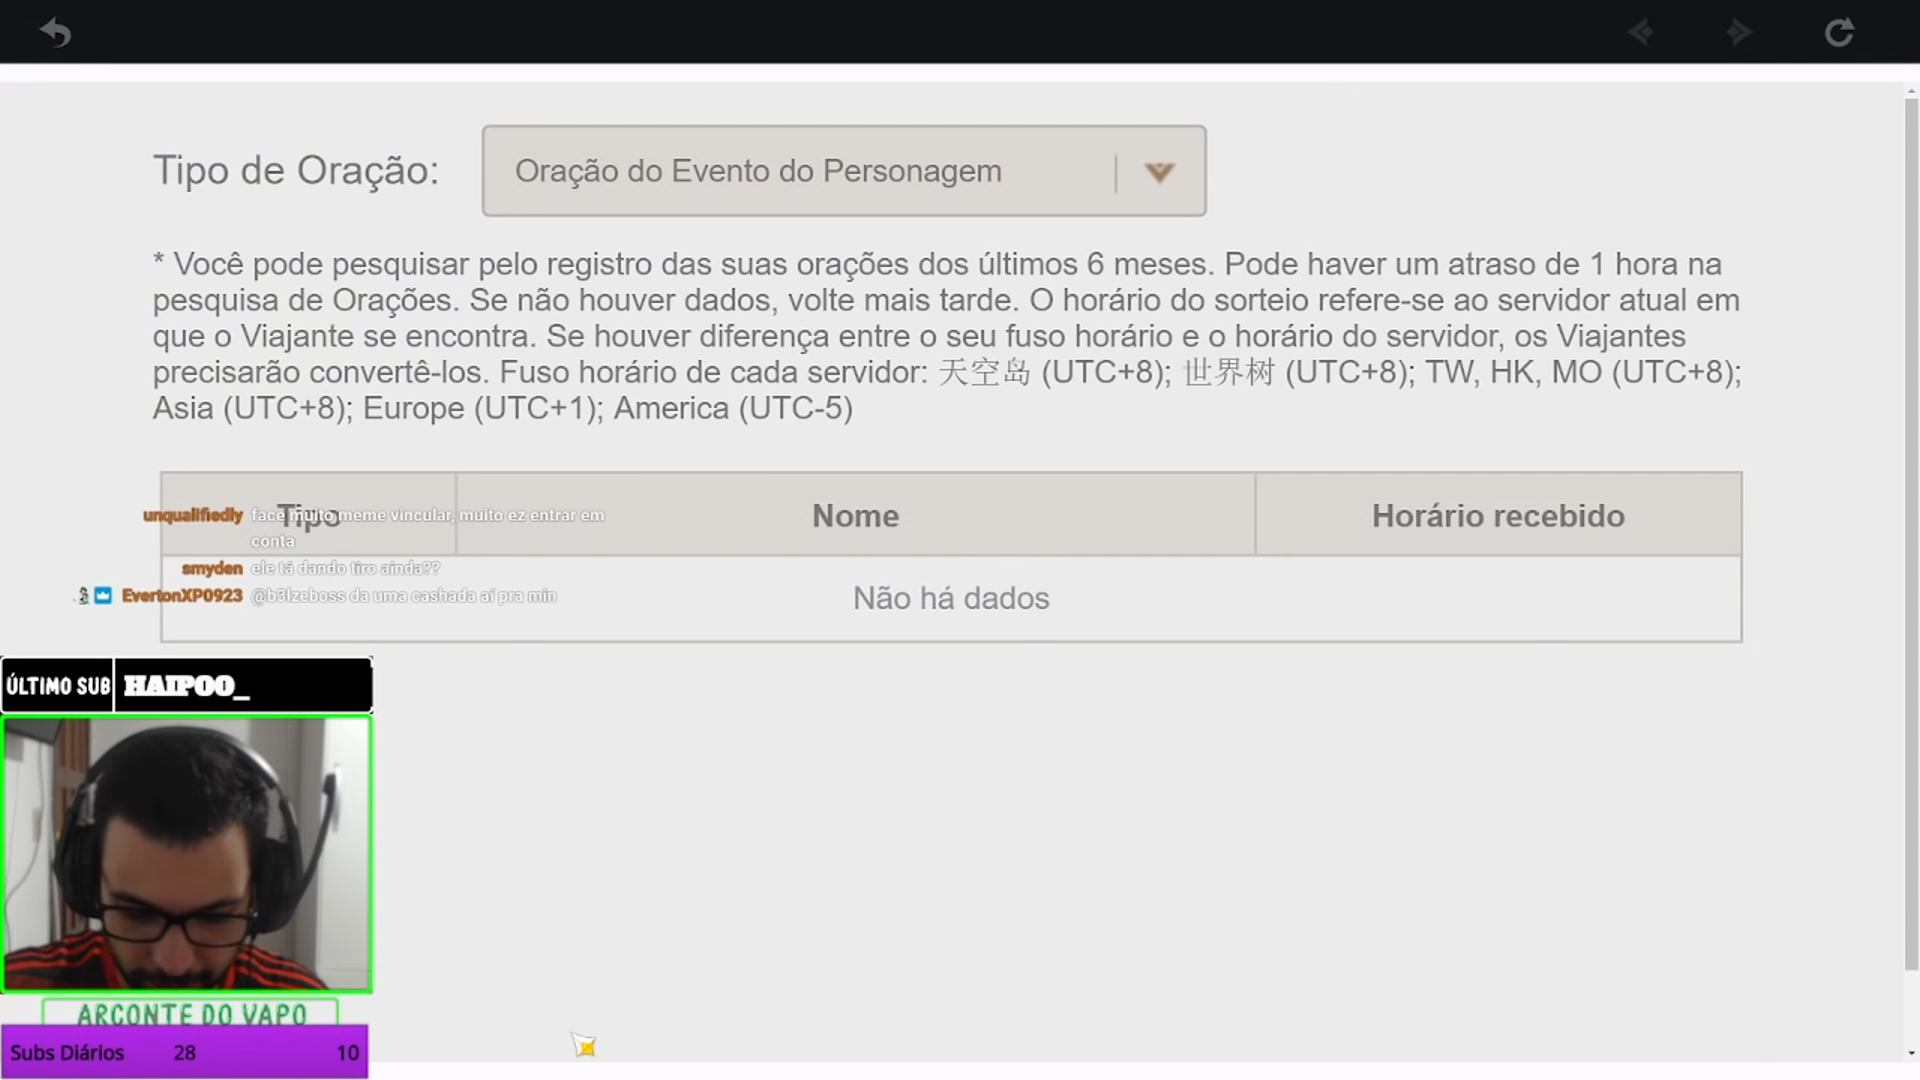 Tipo de Oração:
Oração do Evento do Personagem
* Você pode pesquisar pelo registro das suas orações dos últimos 6 meses. Pode haver um atraso de 1 hora na
pesquisa de Orações. Se não houver dados, volte mais tarde. O horário do sorteio refere-se ao servidor atual em
que o Viajante se encontra. Se houver diferença entre o seu fuso horário e o horário do servidor, os Viajantes
precisarão convertê-los. Fuso horário de cada servidor: 天空岛 (UTC+8); 世界树 (UTC+8); TW, HK, MO (UTC+8);
Asia (UTC+8); Europe (UTC+1); America (UTC-5)
Tipo
Nome
Horário recebido
Não há dados
unqualifiedly face muito meme vincular, muito ez entrar em
conta
smyden ele tá dando tiro ainda??
EvertonXP0923 @b3lzeboss da uma cashada aí pra min
ÚLTIMO SUB HAIPOO_
ARCONTE DO VAPO
Subs Diários 28 10